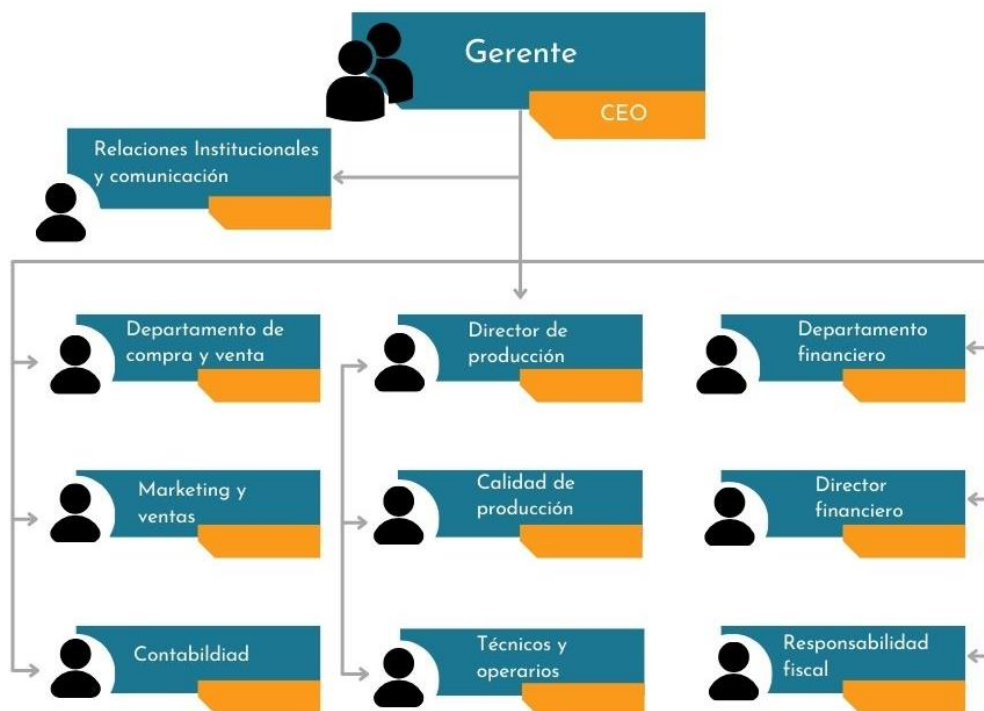 Gerente
CEO
Relaciones Institucionales
y comunicación
Departamento de
compra y venta
Director de
producción
Departamento
financiero
Marketing y
ventas
Calidad de
producción
Director
financiero
Contabildiad
Técnicos y
operarios
Responsabilidad
fiscal